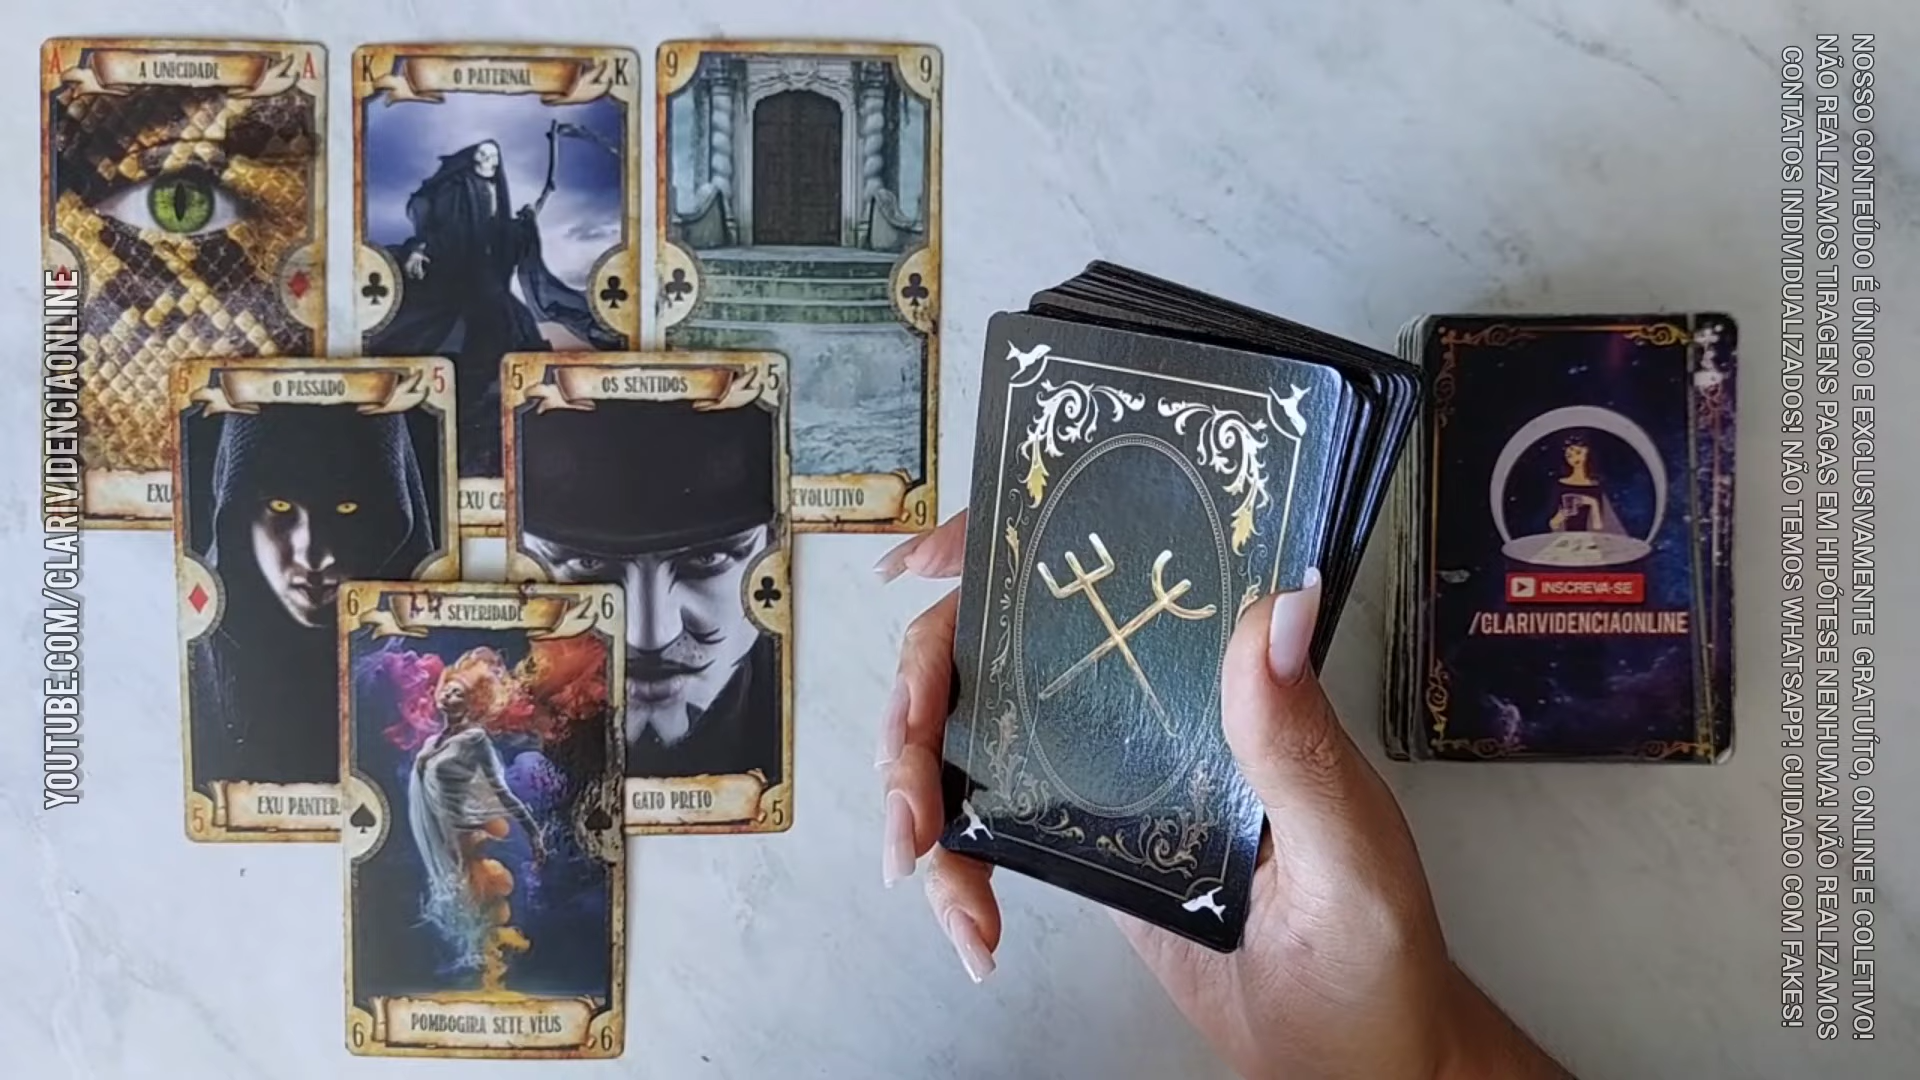 A A
A UNICIDADE
EXU
K K
O PATERNAL
EXU CA
9 9
EVOLUTIVO
9
5
O PASSADO
EXU PANTER
5
5 5
OS SENTIDOS
GATO PRETO
5
6 6
A SEVERIDADE
POMBOGIRA SETE VÉUS
6 6
YOUTUBE.COM/CLARIVIDENCIAONLINE
INSCREVA-SE
/CLARIVIDENCIAONLINE
NOSSO CONTEÚDO É ÚNICO E EXCLUSIVAMENTE GRATUÍTO, ONLINE E COLETIVO!
NÃO REALIZAMOS TIRAGENS PAGAS EM HIPÓTESE NENHUMA! NÃO REALIZAMOS
CONTATOS INDIVIDUALIZADOS! NÃO TEMOS WHATSAPP! CUIDADO COM FAKES!